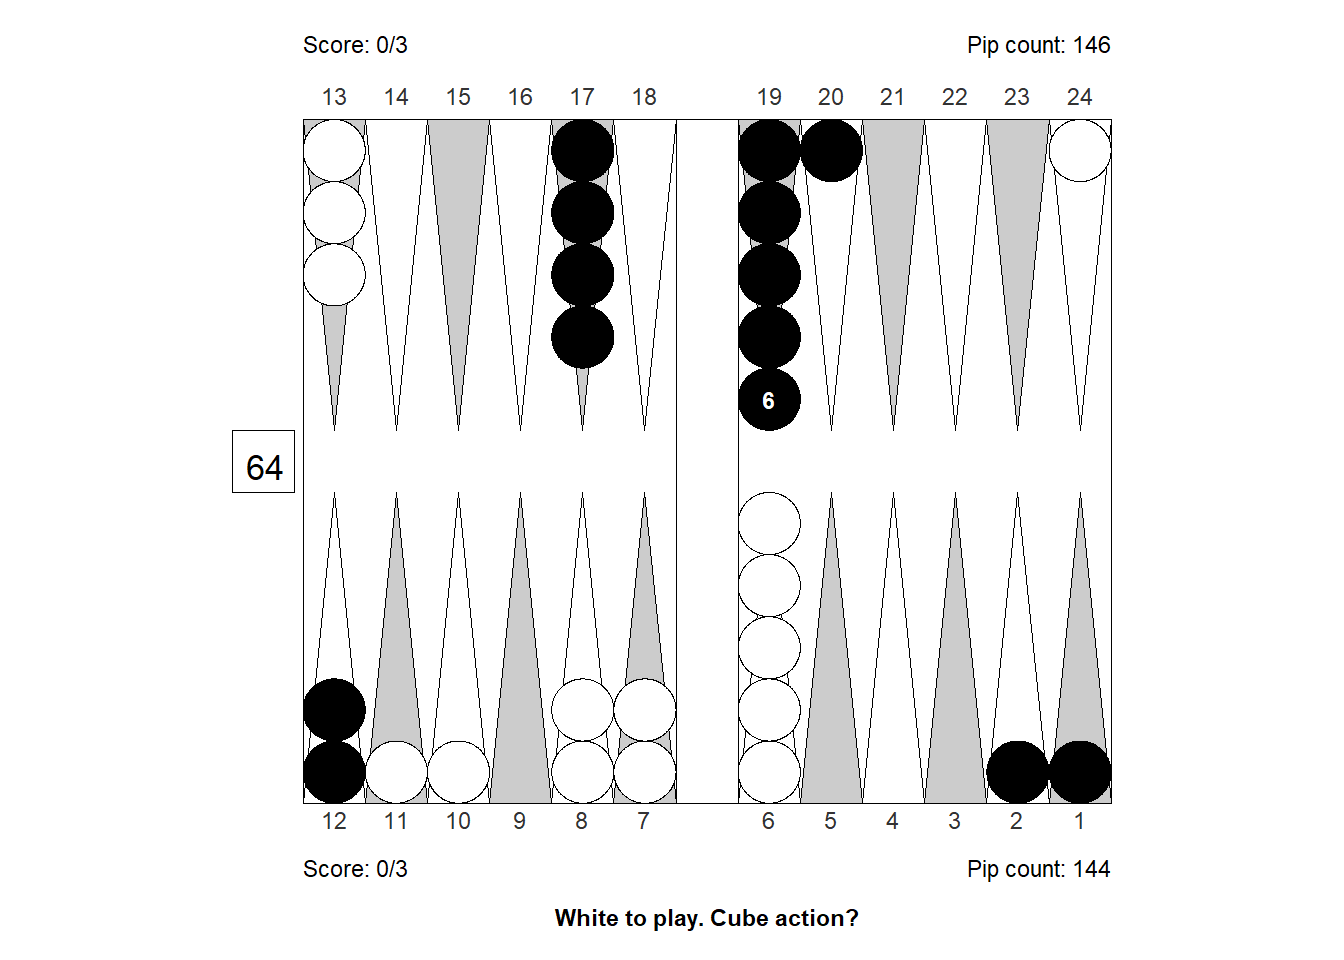 Score: 0/3 Pip count: 146
13 14 15 16 17 18 19 20 21 22 23 24
6
64
12 11 10 9 8 7 6 5 4 3 2 1
Score: 0/3 Pip count: 144
White to play. Cube action?